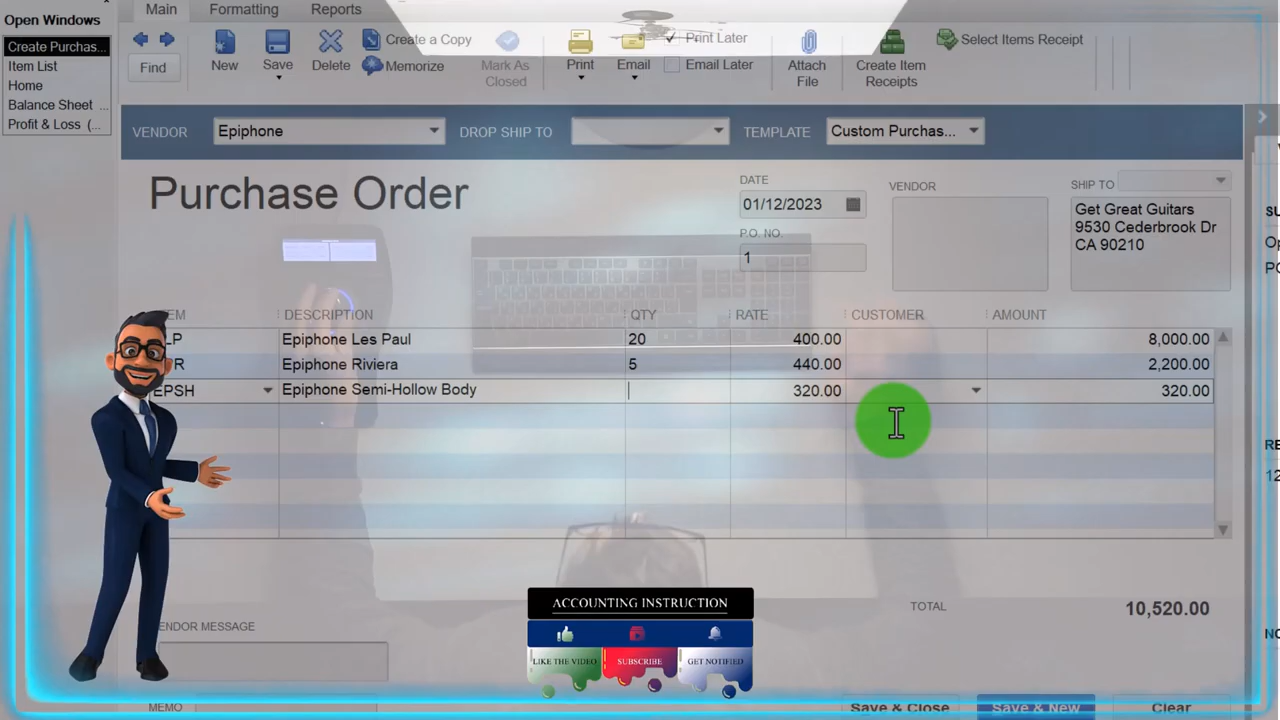 Open Windows
Create Purchas...
Item List
Home
Balance Sheet ...
Profit & Loss (...
Main
Formatting
Reports
Find
New
Save
Delete
Create a Copy
Memorize
Mark As
Closed
Print
Email
Print Later
Email Later
Attach
File
Create Item
Receipts
Select Items Receipt
VENDOR
Epiphone
DROP SHIP TO
TEMPLATE
Custom Purchas...
Purchase Order
DATE
01/12/2023
P.O. NO.
1
VENDOR
SHIP TO
Get Great Guitars
9530 Cederbrook Dr
CA 90210
EM DESCRIPTION QTY RATE CUSTOMER AMOUNT
LP Epiphone Les Paul 20 400.00 8,000.00
R Epiphone Riviera 5 440.00 2,200.00
EPSH Epiphone Semi-Hollow Body 320.00 320.00
TOTAL 10,520.00
ENDOR MESSAGE
MEMO
ACCOUNTING INSTRUCTION
LIKE THE VIDEO
SUBSCRIBE
GET NOTIFIED
Save & Close
Save & New
Clear